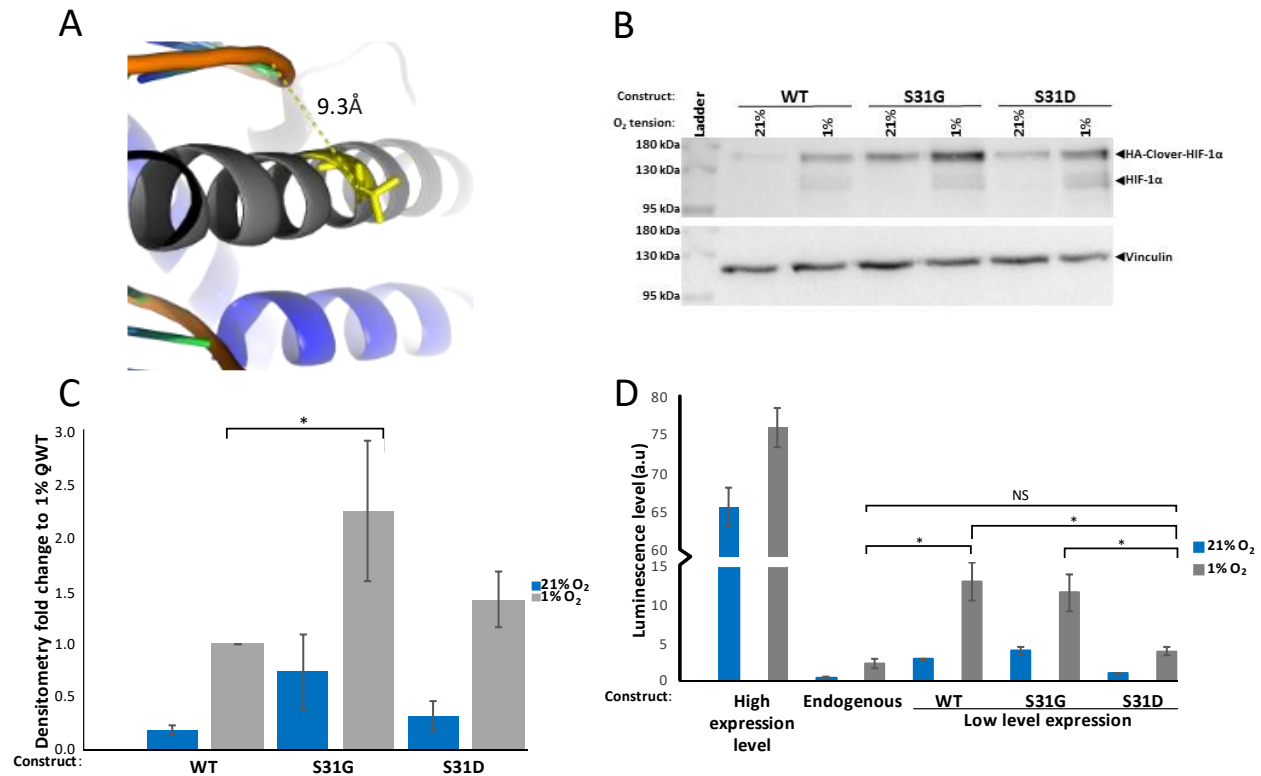 A
9.3Å
B
Construct: WT S31G S31D
O₂ tension: Ladder 21% 1% 21% 1% 21% 1%
180 kDa
130 kDa
95 kDa
HA-Clover-HIF-1α
HIF-1α
180 kDa
130 kDa
95 kDa
Vinculin
C
Densitometry fold change to 1% O₂WT
3.0
2.5
2.0
1.5
1.0
0.5
0.0
*
21% O₂
1% O₂
Construct: WT S31G S31D
D
Luminescence level (a.u)
80
75
70
65
60
15
10
5
0
NS
*
*
*
21% O₂
1% O₂
Construct: High expression level Endogenous WT S31G S31D
Low level expression